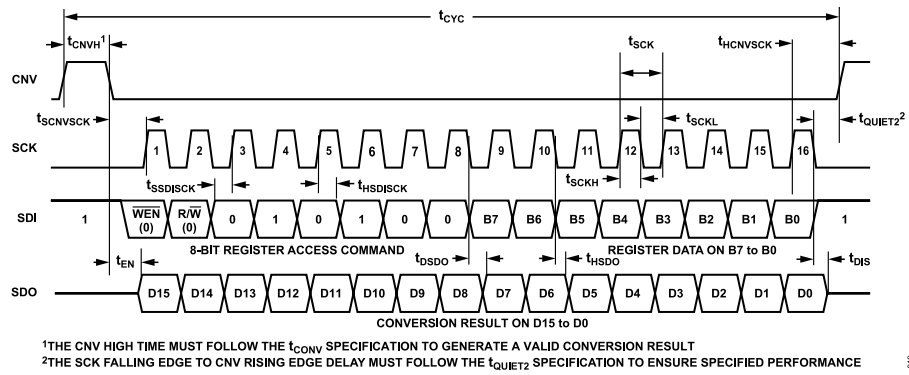 tCYC
tCNVH1
tSCK
tHCNVSCK
CNV
tSCNVSCK
tSCKL
tQUIET22
SCK
1 2 3 4 5 6 7 8 9 10 11 12 13 14 15 16
tSSDISCK
tHSDISCK
tSCKH
SDI
1 WEN (0) R/W (0) 0 1 0 1 0 0 B7 B6 B5 B4 B3 B2 B1 B0 1
8-BIT REGISTER ACCESS COMMAND
REGISTER DATA ON B7 to B0
tEN
tDSDO
tHSDO
tDIS
SDO
D15 D14 D13 D12 D11 D10 D9 D8 D7 D6 D5 D4 D3 D2 D1 D0
CONVERSION RESULT ON D15 to D0
1THE CNV HIGH TIME MUST FOLLOW THE tCONV SPECIFICATION TO GENERATE A VALID CONVERSION RESULT
2THE SCK FALLING EDGE TO CNV RISING EDGE DELAY MUST FOLLOW THE tQUIET2 SPECIFICATION TO ENSURE SPECIFIED PERFORMANCE